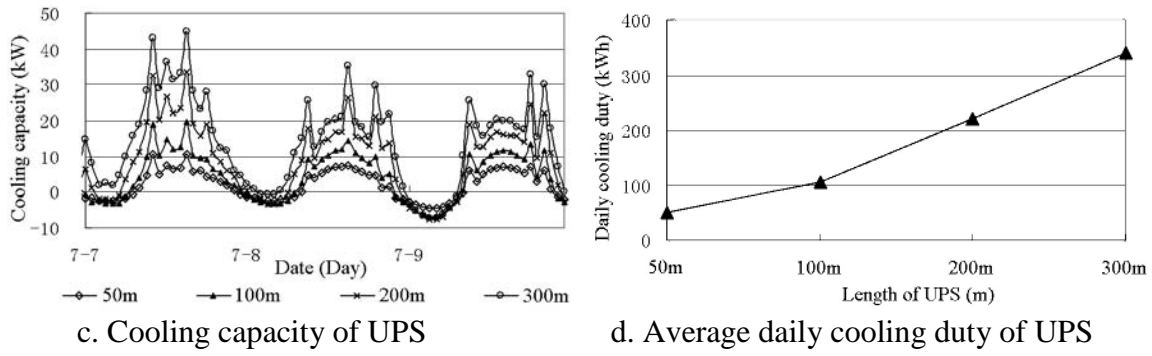 Cooling capacity (kW)
50
40
30
20
10
0
−10
7−7
7−8
7−9
Date (Day)
50m
100m
200m
300m
c. Cooling capacity of UPS
Daily cooling duty (kWh)
400
300
200
100
0
50m
100m
200m
300m
Length of UPS (m)
d. Average daily cooling duty of UPS